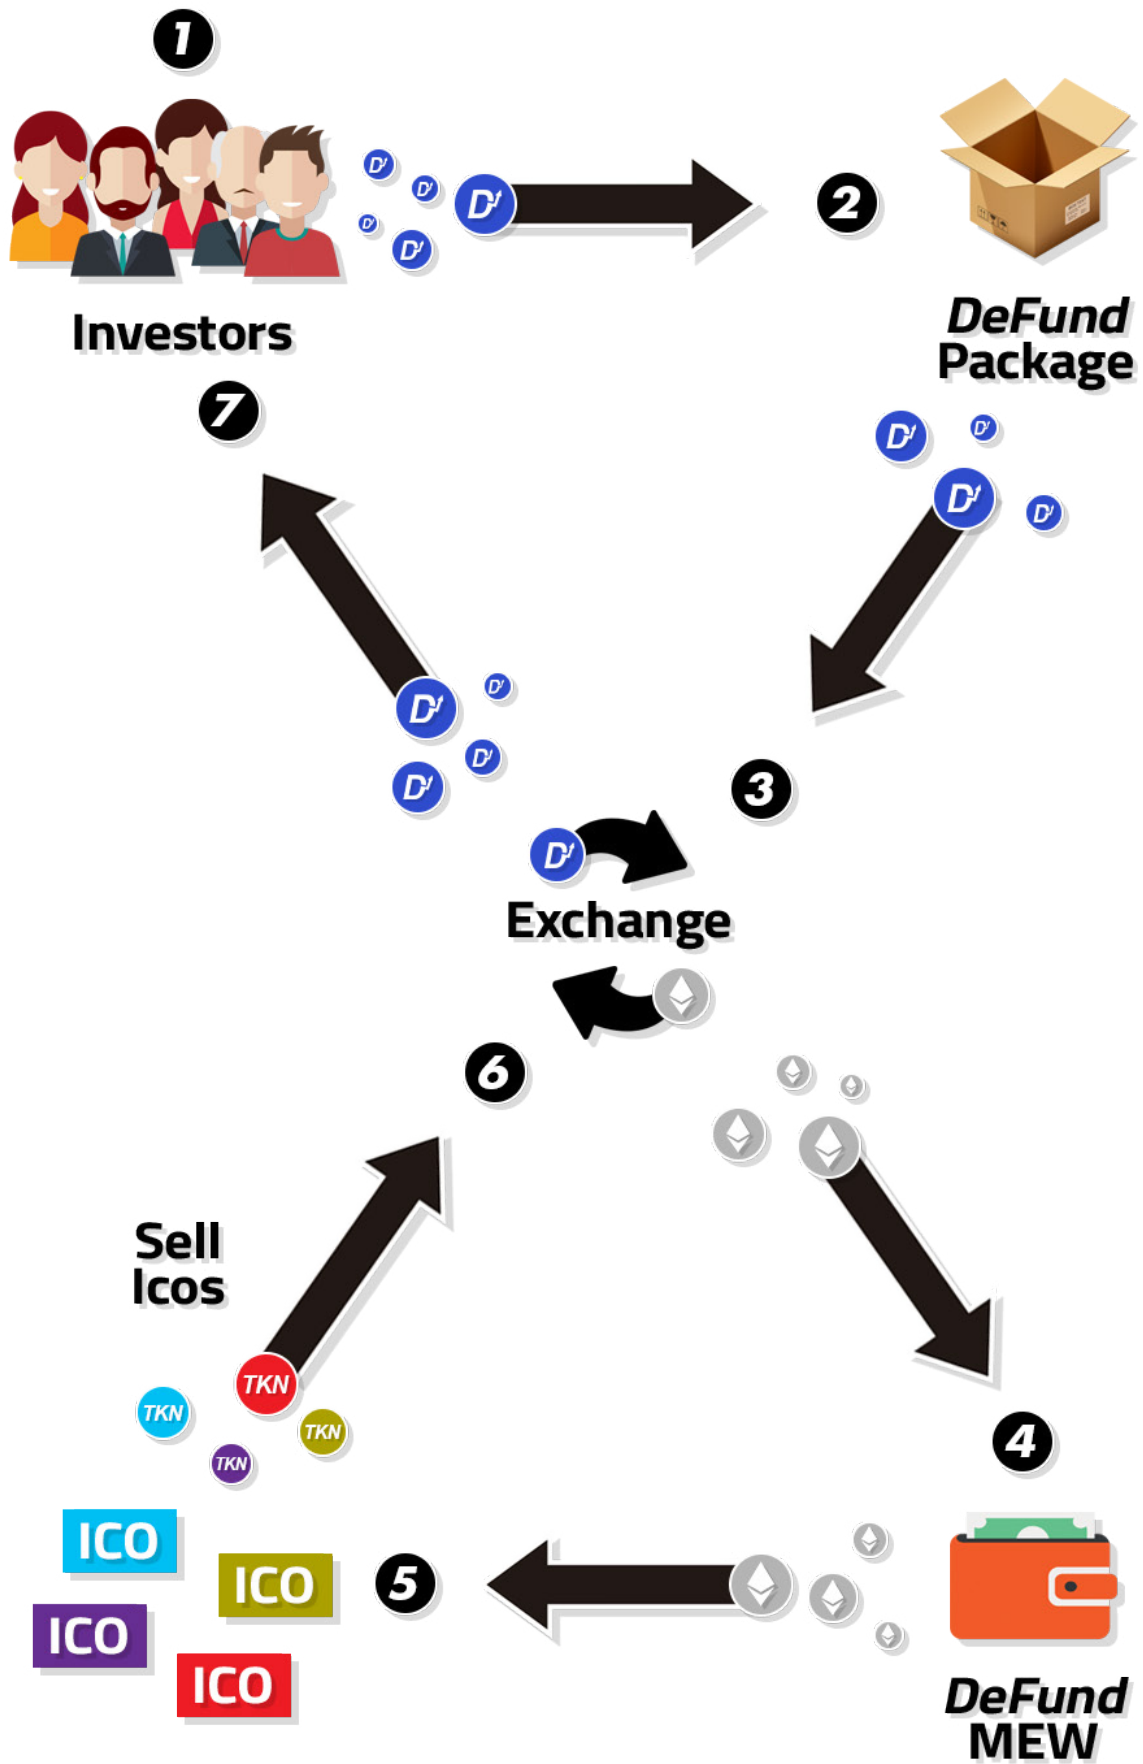 1
2
Investors
DeFund
Package
7
3
Exchange
6
Sell
Icos
TKN
TKN
TKN
TKN
4
ICO
ICO
5
ICO
ICO
DeFund
MEW